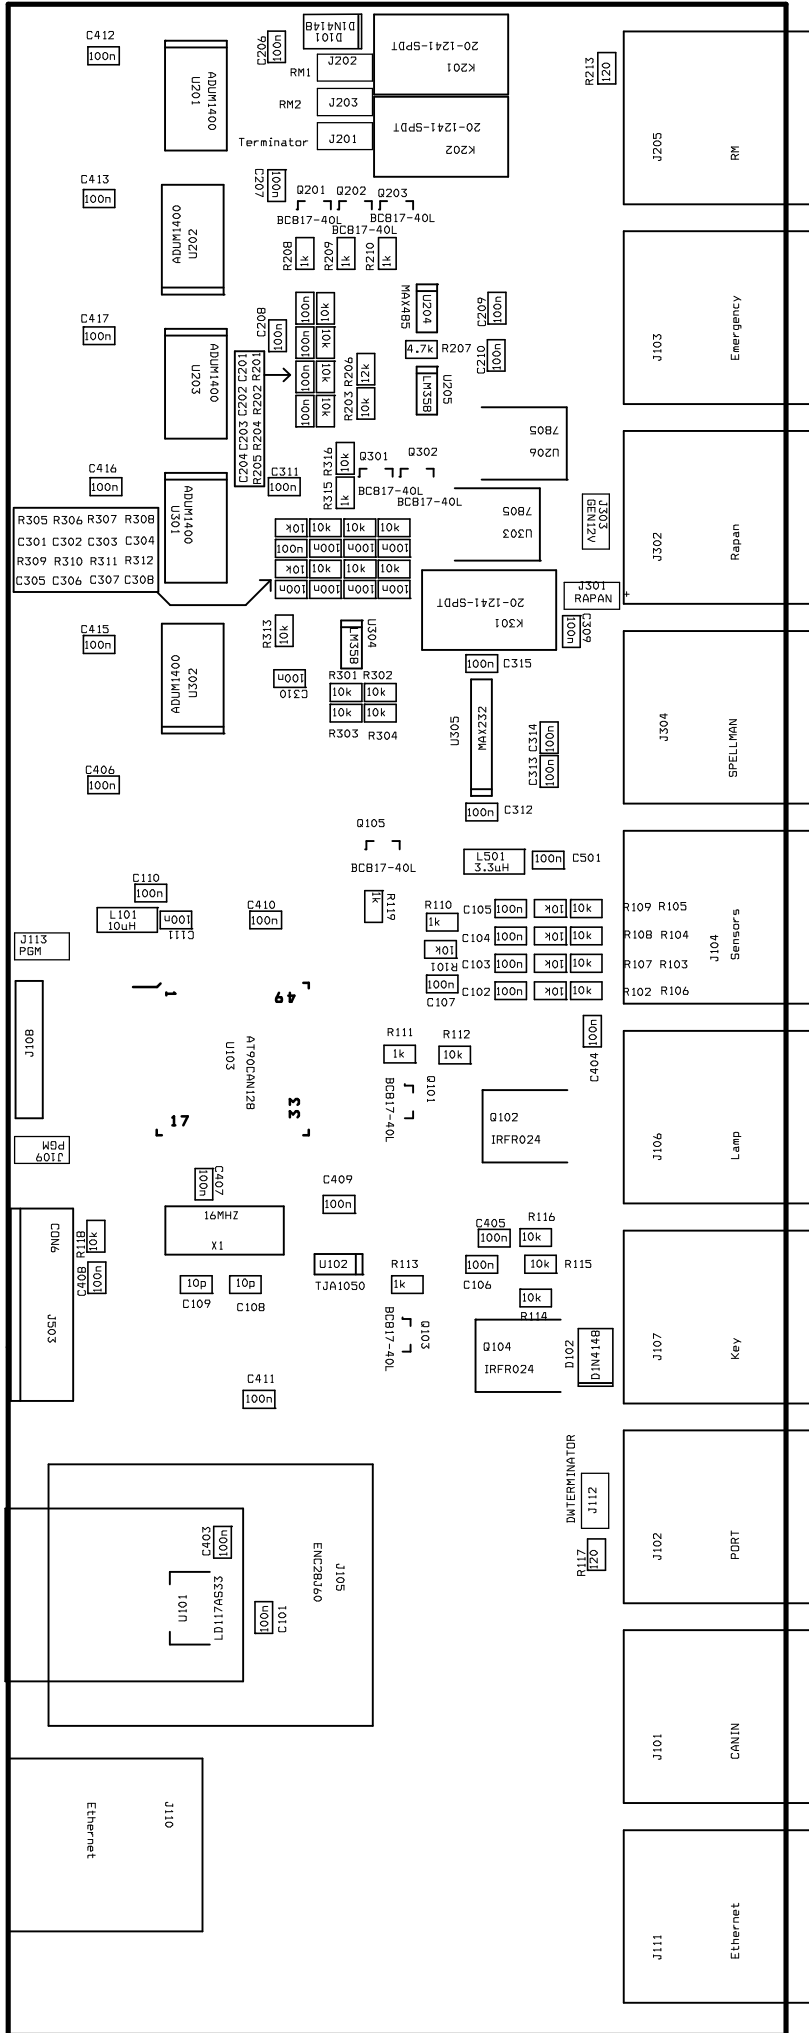 C412
100n
ADUM1400
U201
C206
100n
D1N4148
D101
J202
RM1
J203
RM2
J201
Terminator
20-1241-SPDT
K201
20-1241-SPDT
K202
R213
120
J205
RM
C413
100n
ADUM1400
U202
C207
100n
Q201
Q202
Q203
BC817-40L
BC817-40L
BC817-40L
R208
1k
R209
1k
R210
1k
J103
Emergency
C417
100n
ADUM1400
U203
C208
100n
100n
10k
100n
10k
100n
10k
100n
10k
C201 R201
C202 R202
C203 R204
C204 R205
MAX485
U204
C209
100n
4.7k
R207
C210
100n
R206
12k
R203
10k
LM358
U205
7805
U206
C416
100n
ADUM1400
U301
C311
100n
R316
10k
R315
1k
Q301
Q302
BC817-40L
BC817-40L
7805
U303
J303
GEN12V
J302
Rapan
R305 R306 R307 R308
C301 C302 C303 C304
R309 R310 R311 R312
C305 C306 C307 C308
10k 10k 10k 10k
100n 100n 100n 100n
10k 10k 10k 10k
100n 100n 100n 100n
20-1241-SPDT
K301
J301
RAPAN
+
C309
100n
C415
100n
ADUM1400
U302
R313
10k
U304
LM358
C310
100n
R301 R302
10k 10k
10k 10k
R303 R304
100n
C315
U305
MAX232
C314
100n
C313
100n
100n
C312
J304
SPELLMAN
C406
100n
Q105
BC817-40L
L501
3.3uH
100n
C501
C110
100n
L101
10uH
100n
C111
C410
100n
1k
R119
R110
1k
10k
R101
100n
C107
C105 100n 10k 10k R109 R105
C104 100n 10k 10k R108 R104
C103 100n 10k 10k R107 R103
C102 100n 10k 10k R102 R106
J104
Sensors
J113
PGM
1
49
AT90CAN128
U103
17
33
J108
J109
PGM
R111
1k
R112
10k
Q101
BC817-40L
C404
100n
Q102
IRFR024
J106
Lamp
C407
100n
C409
100n
16MHZ
X1
CON6
J503
R118
10k
C408
100n
10p
C109
10p
C108
U102
TJA1050
R113
1k
Q103
BC817-40L
C405
100n
R116
10k
100n
C106
10k
R115
10k
R114
Q104
IRFR024
D102
D1N4148
J107
Key
C411
100n
DWTERMINATOR
J112
R117
120
J102
PORT
C403
100n
U101
LD117AS33
100n
C101
ENC28J60
J105
J101
CANIN
J110
Ethernet
J111
Ethernet